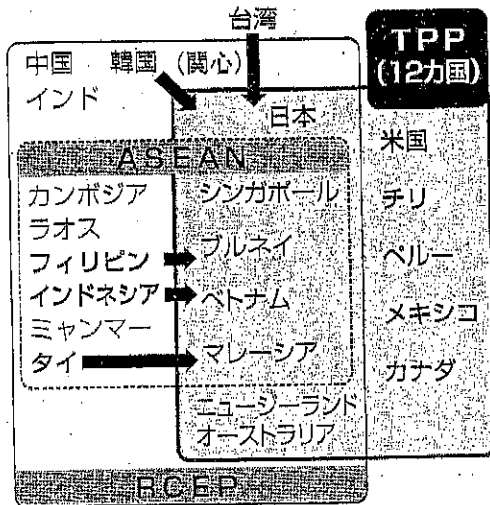 台湾
TPP
(12カ国)
中国 韓国 (関心)
インド
日本
米国
ASEAN
カンボジア
シンガポール
チリ
ラオス
フィリピン
ブルネイ
ペルー
インドネシア
ベトナム
メキシコ
ミャンマー
タイ
マレーシア
カナダ
ニュージーランド
オーストラリア
RCEP